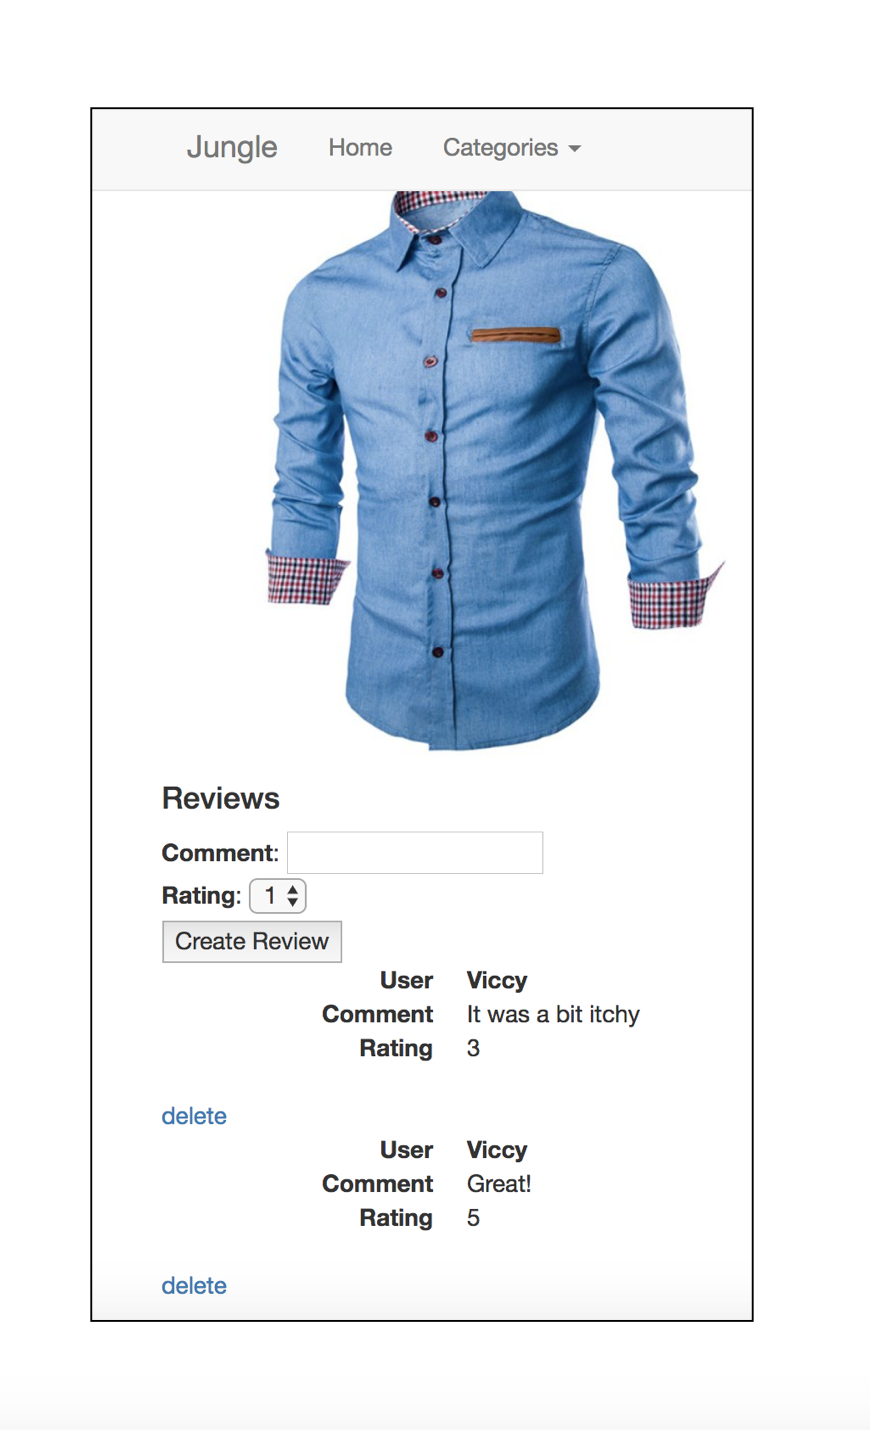 Jungle Home Categories
Reviews
Comment:
Rating: 1
Create Review
User Viccy
Comment It was a bit itchy
Rating 3
delete
User Viccy
Comment Great!
Rating 5
delete